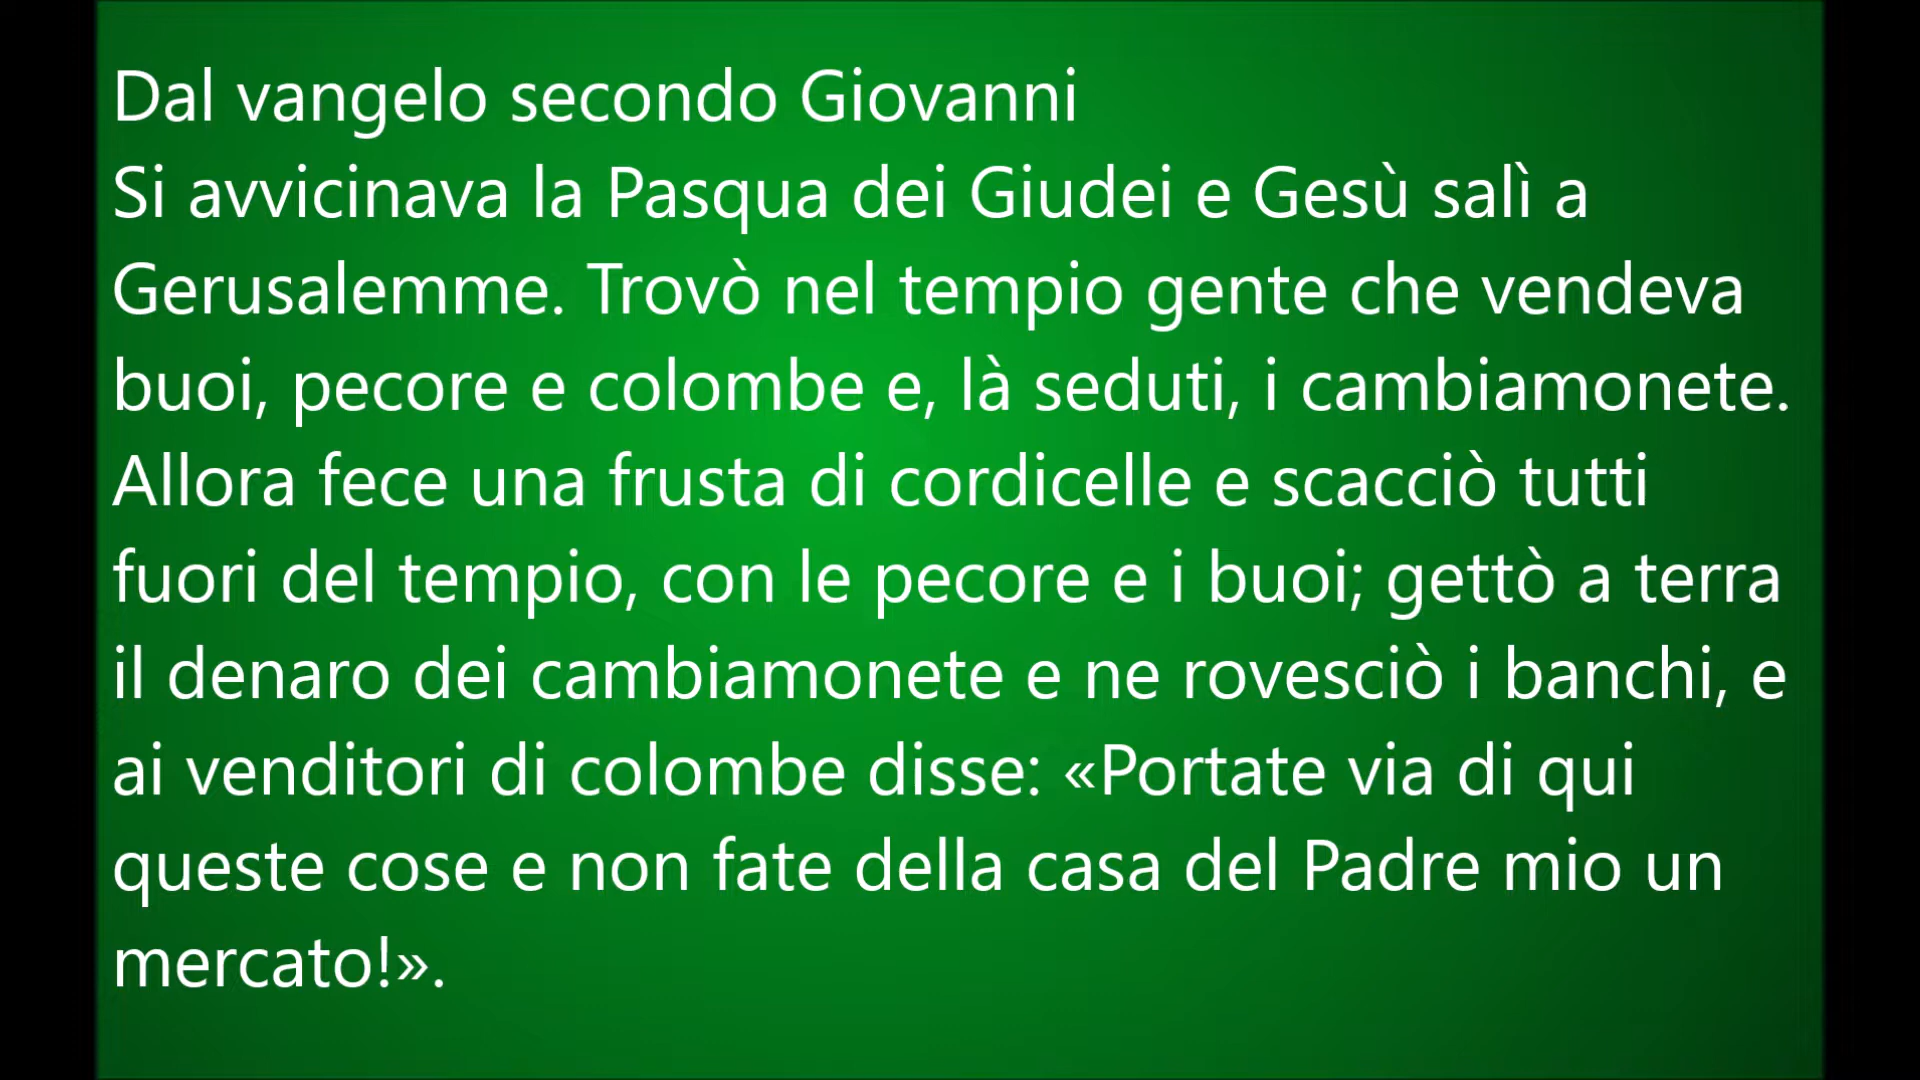 Dal vangelo secondo Giovanni
Si avvicinava la Pasqua dei Giudei e Gesù salì a
Gerusalemme. Trovò nel tempio gente che vendeva
buoi, pecore e colombe e, là seduti, i cambiamonete.
Allora fece una frusta di cordicelle e scacciò tutti
fuori del tempio, con le pecore e i buoi; gettò a terra
il denaro dei cambiamonete e ne rovesciò i banchi, e
ai venditori di colombe disse: «Portate via di qui
queste cose e non fate della casa del Padre mio un
mercato!».